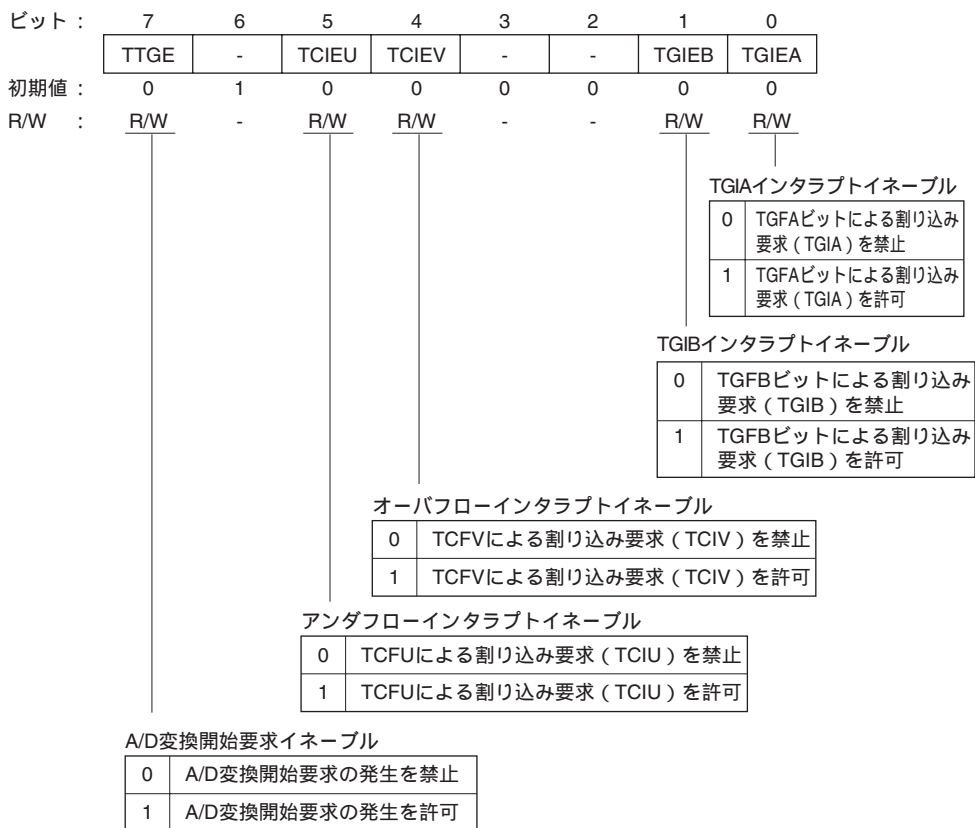 ビット : 7 6 5 4 3 2 1 0
TTGE - TCIEU TCIEV - - TGIEB TGIEA
初期値 : 0 1 0 0 0 0 0 0
R/W : R/W - R/W R/W - - R/W R/W
TGIAインタラプトイネーブル
0 TGFAビットによる割り込み
要求(TGIA)を禁止
1 TGFAビットによる割り込み
要求(TGIA)を許可
TGIBインタラプトイネーブル
0 TGFBビットによる割り込み
要求(TGIB)を禁止
1 TGFBビットによる割り込み
要求(TGIB)を許可
オーバフローインタラプトイネーブル
0 TCFVによる割り込み要求(TCIV)を禁止
1 TCFVによる割り込み要求(TCIV)を許可
アンダフローインタラプトイネーブル
0 TCFUによる割り込み要求(TCIU)を禁止
1 TCFUによる割り込み要求(TCIU)を許可
A/D変換開始要求イネーブル
0 A/D変換開始要求の発生を禁止
1 A/D変換開始要求の発生を許可